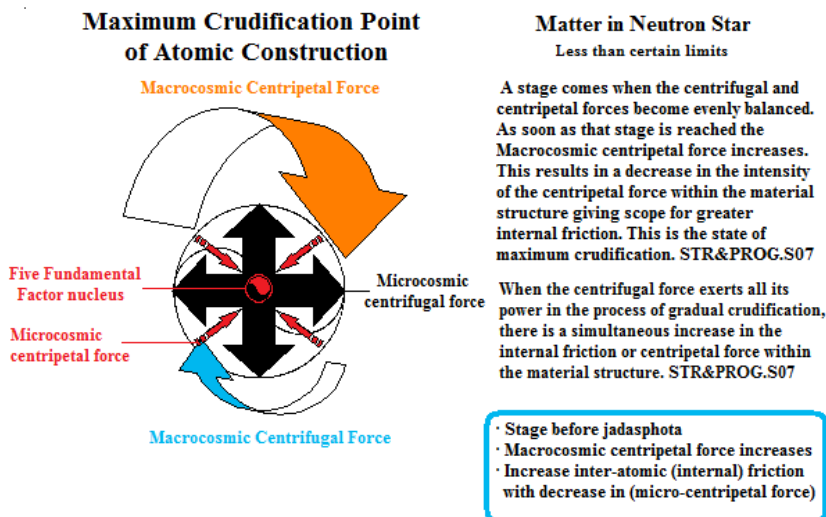 Maximum Crudification Point
of Atomic Construction
Macrocosmic Centripetal Force
Five Fundamental
Factor nucleus
Microcosmic
centripetal force
Microcosmic
centrifugal force
Macrocosmic Centrifugal Force
Matter in Neutron Star
Less than certain limits
A stage comes when the centrifugal and
centripetal forces become evenly balanced.
As soon as that stage is reached the
Macrocosmic centripetal force increases.
This results in a decrease in the intensity
of the centripetal force within the material
structure giving scope for greater
internal friction. This is the state of
maximum crudification. STR&PROG.S07
When the centrifugal force exerts all its
power in the process of gradual crudification,
there is a simultaneous increase in the
internal friction or centripetal force within
the material structure. STR&PROG.S07
· Stage before jadasphota
· Macrocosmic centripetal force increases
· Increase inter-atomic (internal) friction
with decrease in (micro-centripetal force)